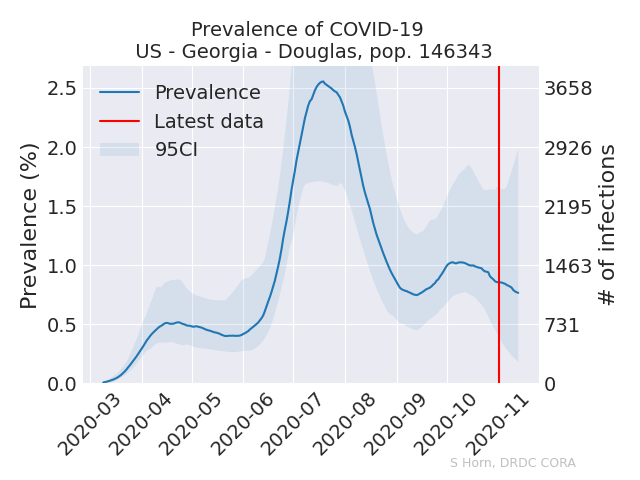 Prevalence of COVID-19
US - Georgia - Douglas, pop. 146343
Prevalence
Latest data
95CI
Prevalence (%)
2.5
2.0
1.5
1.0
0.5
0.0
3658
2926
2195
1463
731
0
# of infections
2020-03
2020-04
2020-05
2020-06
2020-07
2020-08
2020-09
2020-10
2020-11
S Horn, DRDC CORA